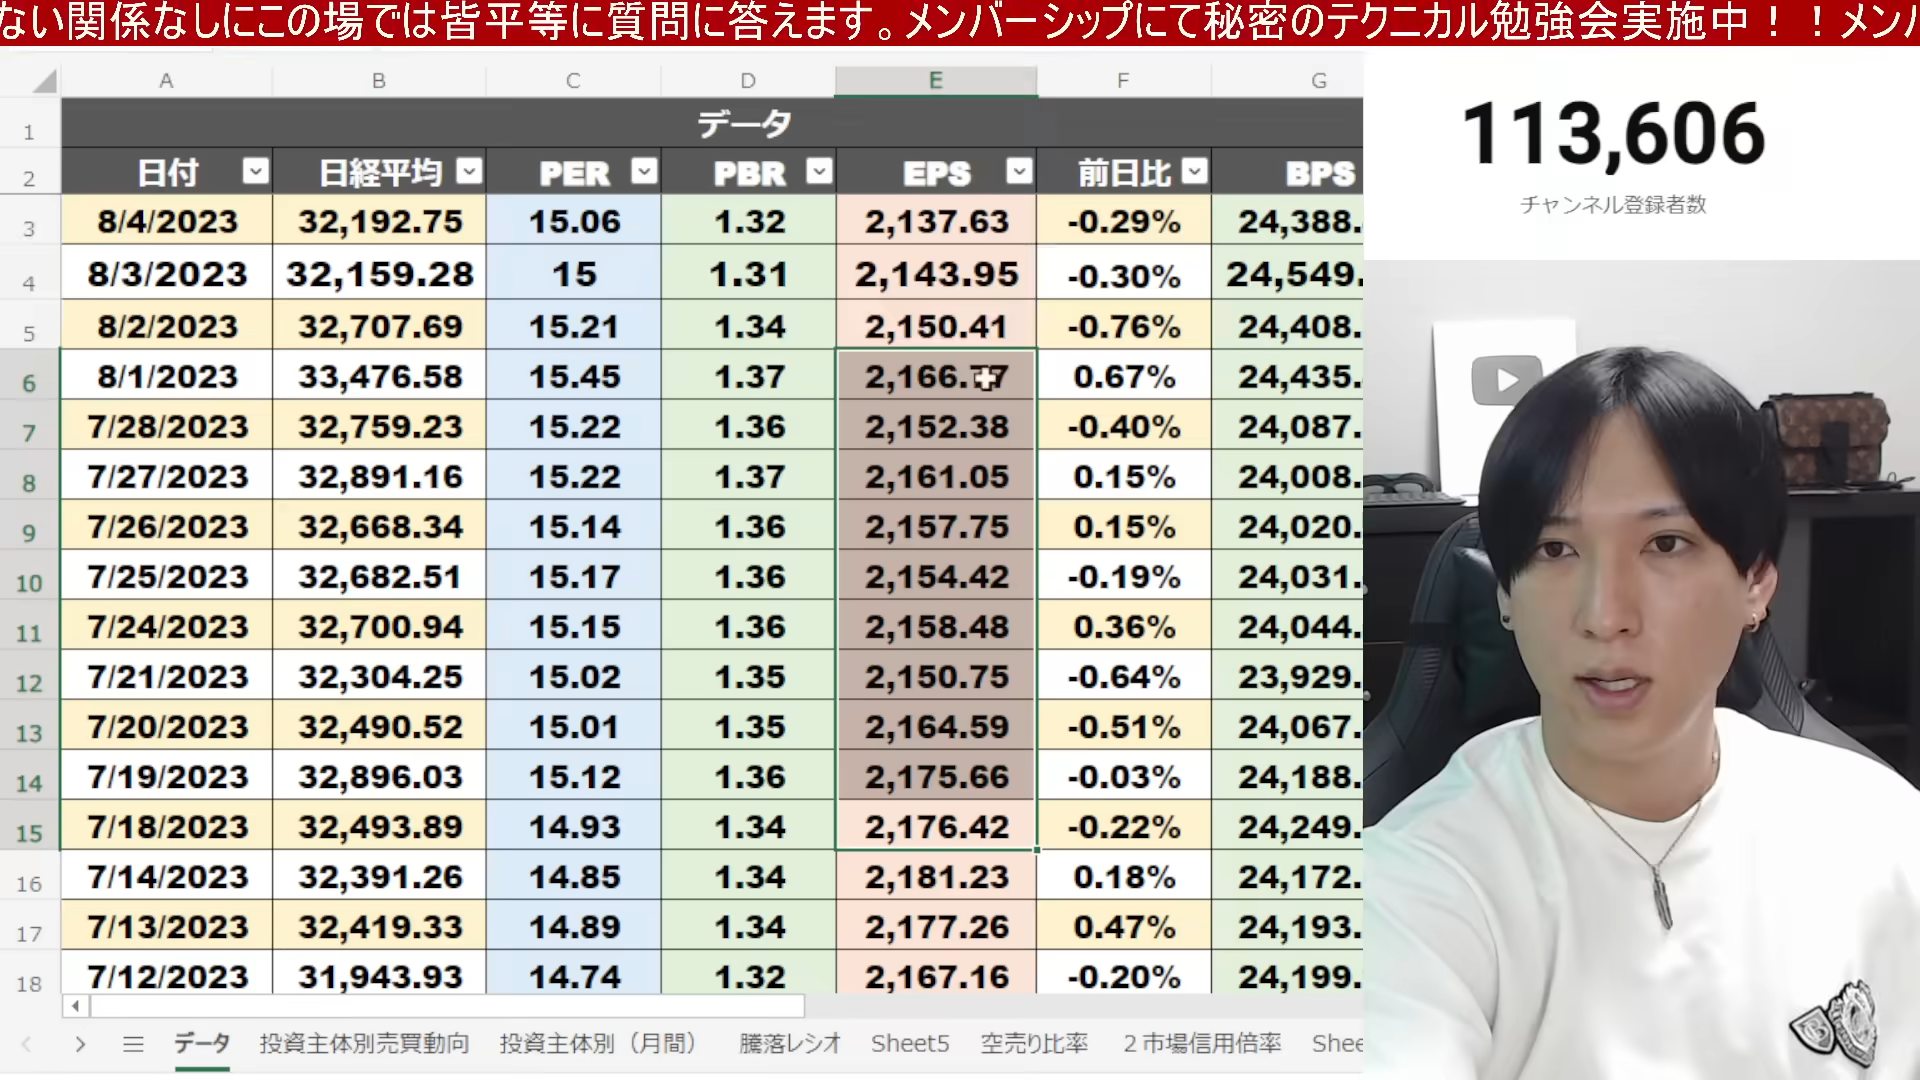 ない関係なしにこの場では皆平等に質問に答えます。メンバーシップにて秘密のテクニカル勉強会実施中！！メンバ
113,606
チャンネル登録者数
A B C D E F G
1 データ
2 日付 日経平均 PER PBR EPS 前日比 BPS
3 8/4/2023 32,192.75 15.06 1.32 2,137.63 -0.29% 24,388.
4 8/3/2023 32,159.28 15 1.31 2,143.95 -0.30% 24,549.
5 8/2/2023 32,707.69 15.21 1.34 2,150.41 -0.76% 24,408.
6 8/1/2023 33,476.58 15.45 1.37 2,166.77 0.67% 24,435.
7 7/28/2023 32,759.23 15.22 1.36 2,152.38 -0.40% 24,087.
8 7/27/2023 32,891.16 15.22 1.37 2,161.05 0.15% 24,008.
9 7/26/2023 32,668.34 15.14 1.36 2,157.75 0.15% 24,020.
10 7/25/2023 32,682.51 15.17 1.36 2,154.42 -0.19% 24,031.
11 7/24/2023 32,700.94 15.15 1.36 2,158.48 0.36% 24,044.
12 7/21/2023 32,304.25 15.02 1.35 2,150.75 -0.64% 23,929.
13 7/20/2023 32,490.52 15.01 1.35 2,164.59 -0.51% 24,067.
14 7/19/2023 32,896.03 15.12 1.36 2,175.66 -0.03% 24,188.
15 7/18/2023 32,493.89 14.93 1.34 2,176.42 -0.22% 24,249.
16 7/14/2023 32,391.26 14.85 1.34 2,181.23 0.18% 24,172.
17 7/13/2023 32,419.33 14.89 1.34 2,177.26 0.47% 24,193.
18 7/12/2023 31,943.93 14.74 1.32 2,167.16 -0.20% 24,199.
データ 投資主体別売買動向 投資主体別（月間） 騰落レシオ Sheet5 空売り比率 2市場信用倍率 Shee